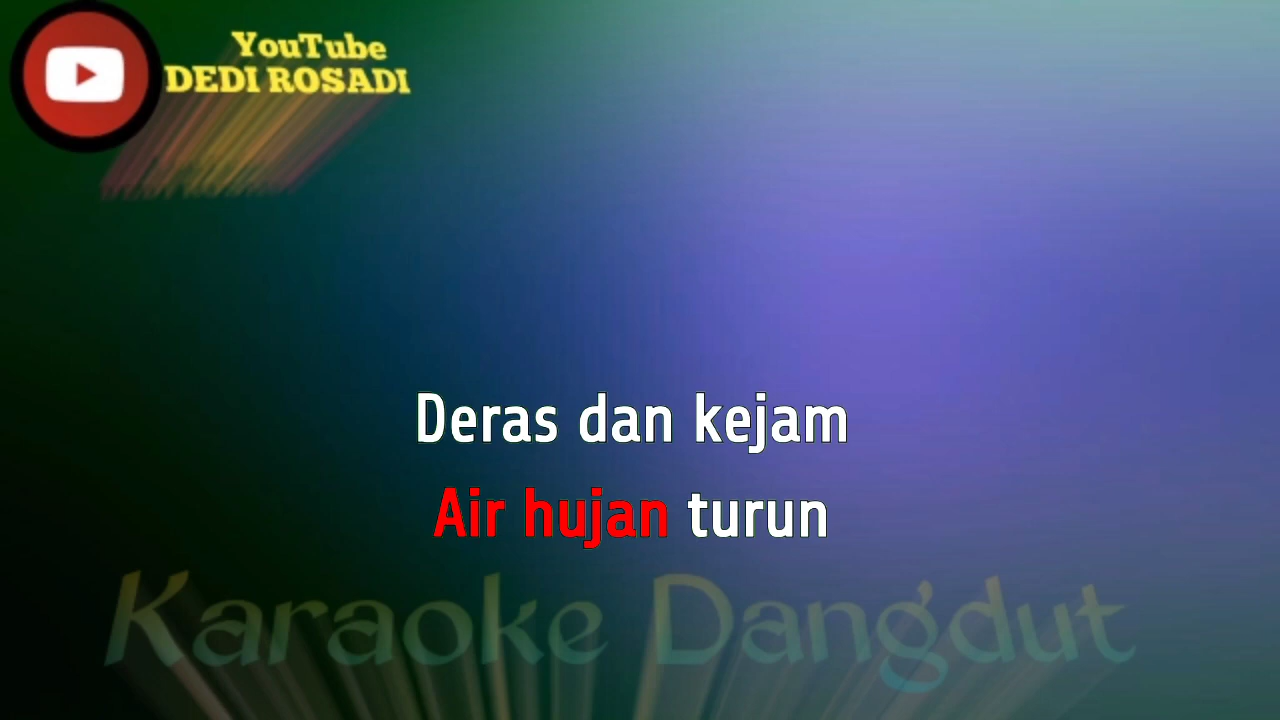 YouTube
DEDI ROSADI
Deras dan kejam
Air hujan turun
Karaoke Dangdut